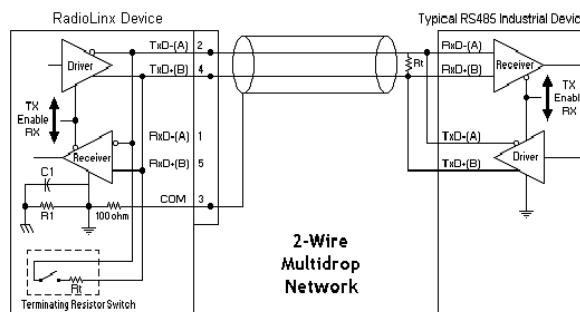 RadioLinx Device
Typical RS485 Industrial Device
Driver
TxD-(A) 2
TxD+(B) 4
RxD-(A)
RxD+(B)
Rt
Receiver
TX
Enable
RX
TX
Enable
RX
RxD-(A) 1
RxD+(B) 5
TxD-(A)
TxD+(B)
Receiver
Driver
C1
COM 3
R1
100 ohm
2-Wire
Multidrop
Network
Rt
Terminating Resistor Switch